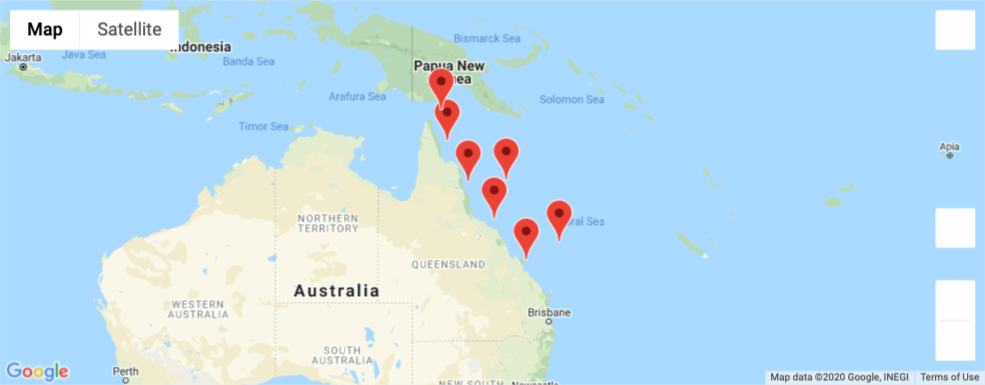 Map Satellite
Indonesia
Jakarta
Java Sea
Banda Sea
Bismarck Sea
Papua New
nea
Arafura Sea
Solomon Sea
Timor Sea
Apia
NORTHERN
TERRITORY
ral Sea
QUEENSLAND
Australia
WESTERN
AUSTRALIA
Brisbane
SOUTH
AUSTRALIA
Perth
NEW SOUTH
Newcastle
Google
Map data ©2020 Google, INEGI Terms of Use